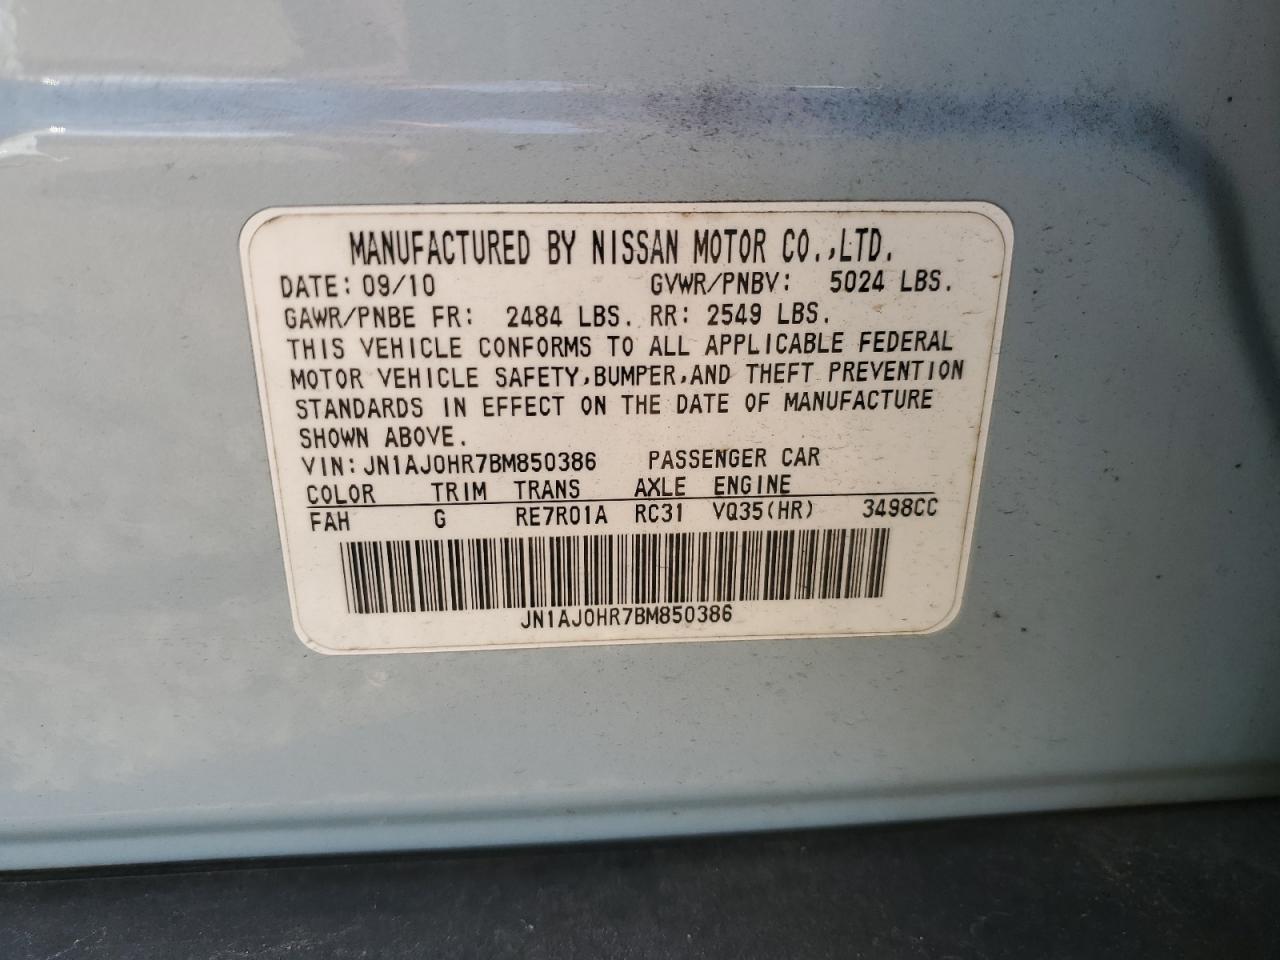 MANUFACTURED BY NISSAN MOTOR CO.,LTD.
DATE: 09/10 GVWR/PNBV: 5024 LBS.
GAWR/PNBE FR: 2484 LBS. RR: 2549 LBS.
THIS VEHICLE CONFORMS TO ALL APPLICABLE FEDERAL
MOTOR VEHICLE SAFETY,BUMPER,AND THEFT PREVENTION
STANDARDS IN EFFECT ON THE DATE OF MANUFACTURE
SHOWN ABOVE.
VIN: JN1AJ0HR7BM850386 PASSENGER CAR
COLOR TRIM TRANS AXLE ENGINE
FAH G RE7R01A RC31 VQ35(HR) 3498CC
JN1AJ0HR7BM850386